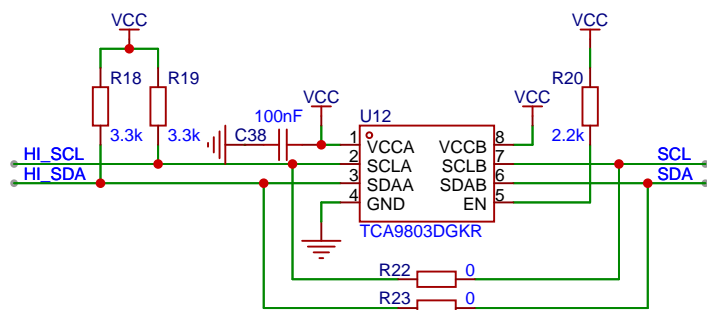 VCC
VCC
R18
R19
R20
VCC
VCC
100nF
U12
3.3k
3.3k
C38
2.2k
1
VCCA
VCCB
8
HI_SCL
2
SCLA
SCLB
7
SCL
HI_SDA
3
SDAA
SDAB
6
SDA
4
GND
EN
5
TCA9803DGKR
R22
0
R23
0